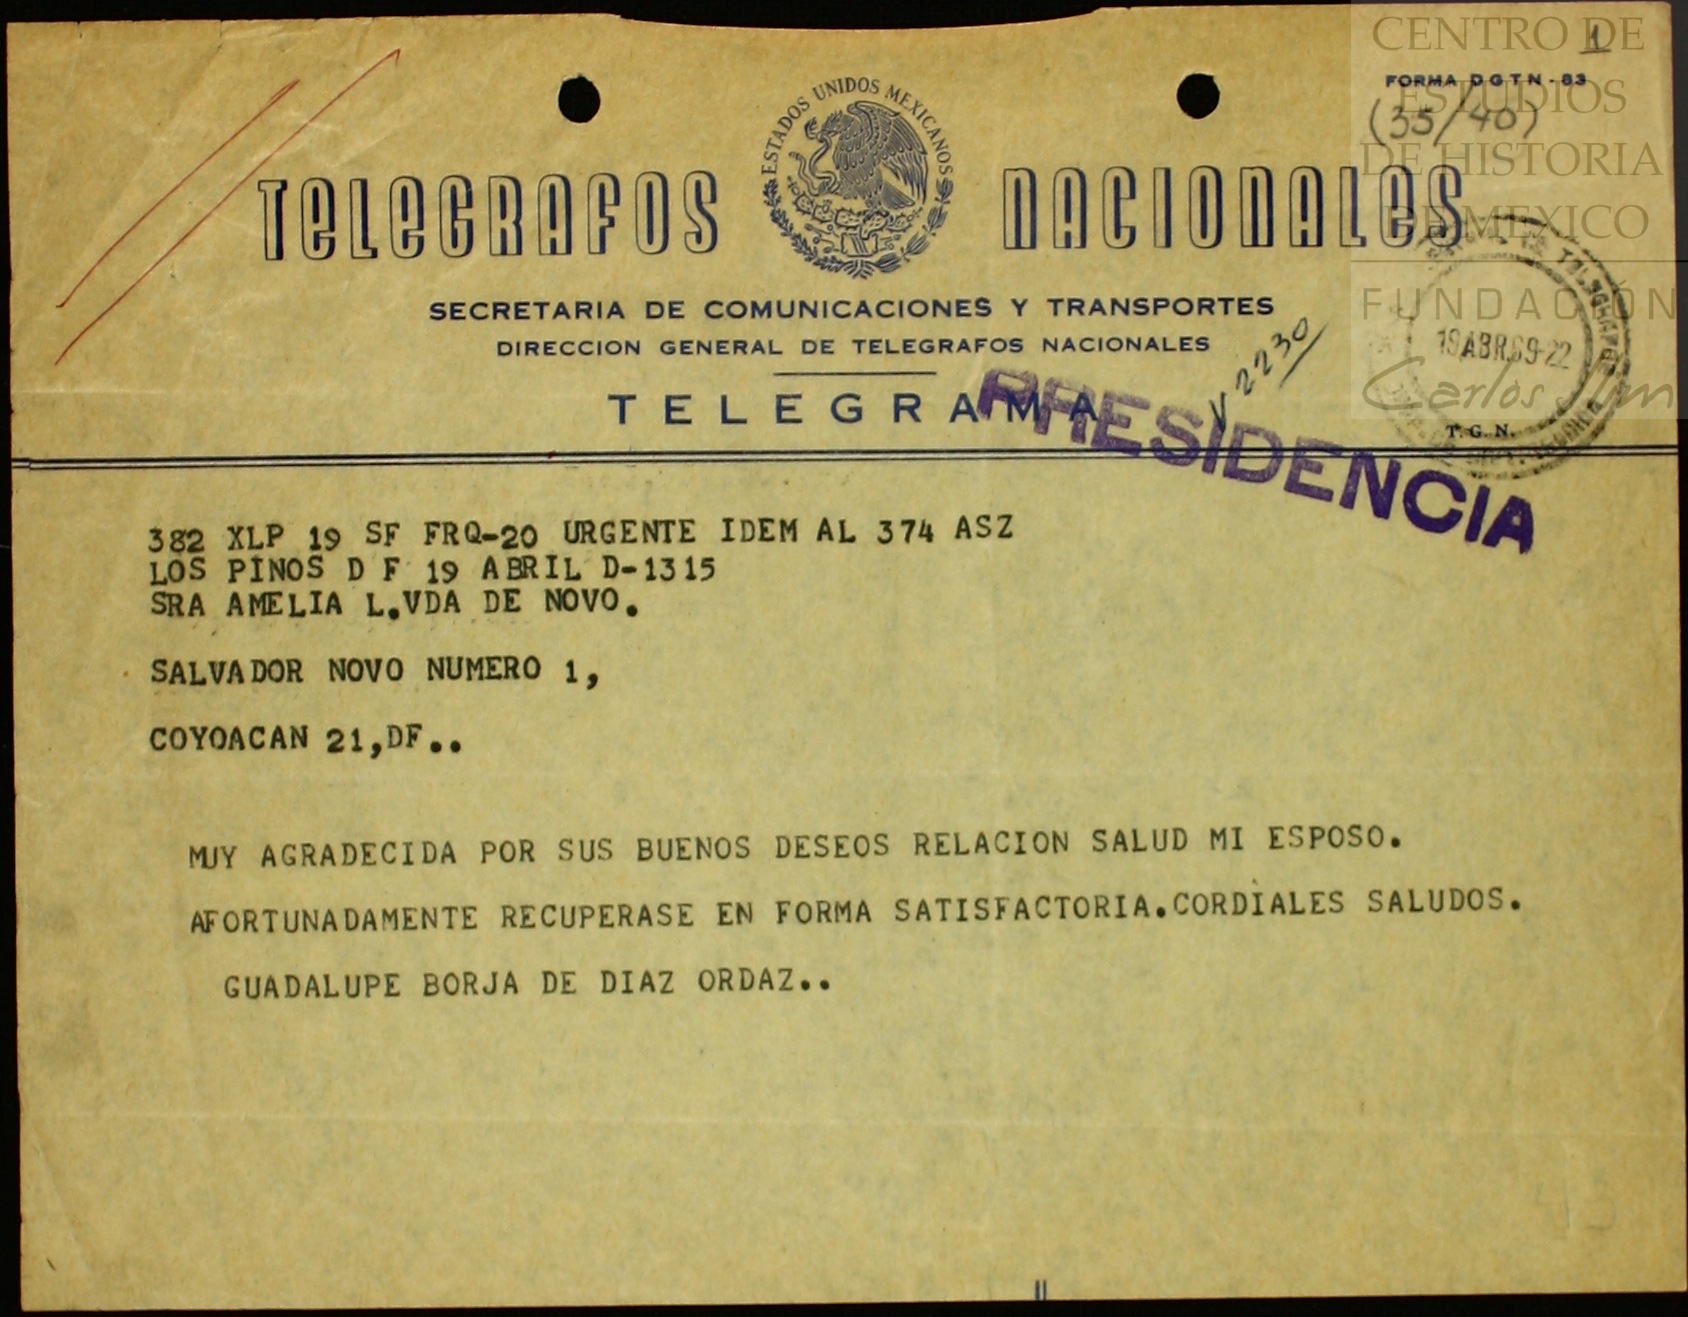 CENTRO DE
ESTUDIOS
DE HISTORIA
DE MEXICO
FUNDACIÓN
Carlos Slim
1
FORMA DGTN-83
(35/40)
ESTADOS UNIDOS MEXICANOS
TELEGRAFOS NACIONALES
SECRETARIA DE COMUNICACIONES Y TRANSPORTES
DIRECCION GENERAL DE TELEGRAFOS NACIONALES
2230
TELEGRAMA
PRESIDENCIA
19 ABR. 69-22
T.G.N.
382 XLP 19 SF FRQ-20 URGENTE IDEM AL 374 ASZ
LOS PINOS D F 19 ABRIL D-1315
SRA AMELIA L.VDA DE NOVO.
SALVADOR NOVO NUMERO 1,
COYOACAN 21,DF..
MUY AGRADECIDA POR SUS BUENOS DESEOS RELACION SALUD MI ESPOSO.
AFORTUNADAMENTE RECUPERASE EN FORMA SATISFACTORIA.CORDIALES SALUDOS.
GUADALUPE BORJA DE DIAZ ORDAZ..